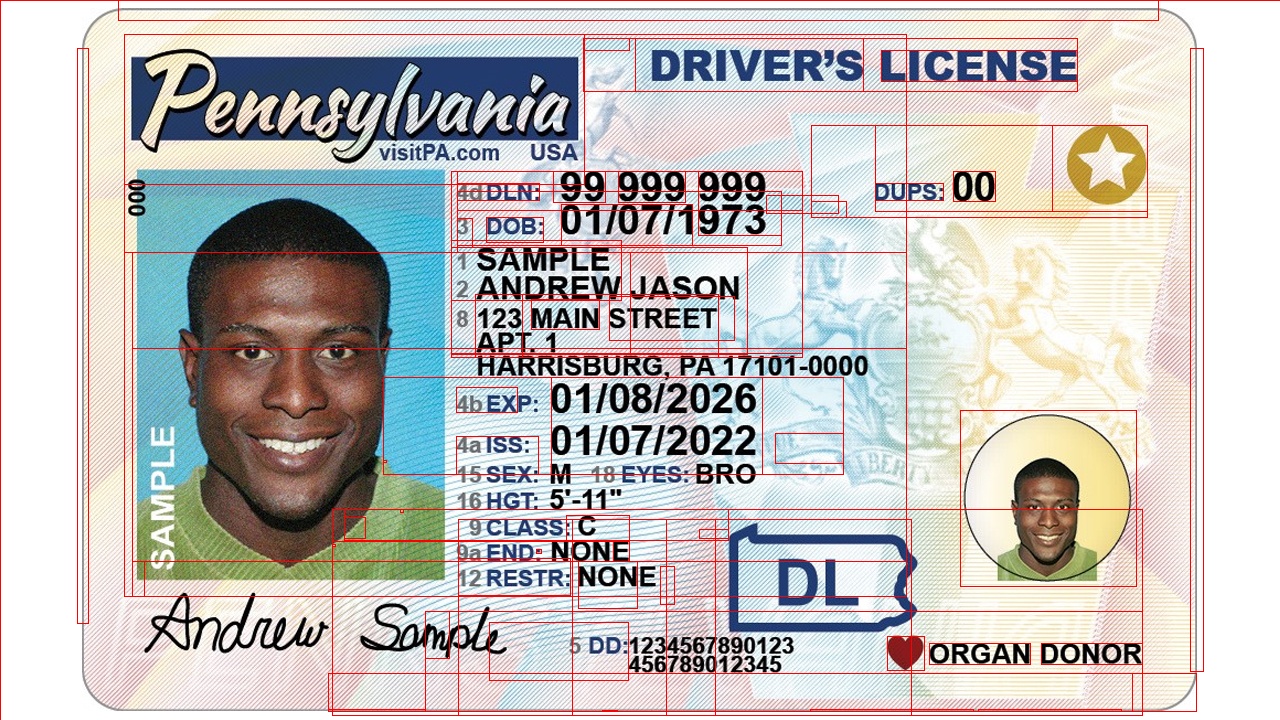 Pennsylvania
visitPA.com USA
DRIVER'S LICENSE
000
4d DLN: 99 999 999
DUPS: 00
3 DOB: 01/07/1973
1 SAMPLE
2 ANDREW JASON
8 123 MAIN STREET
APT. 1
HARRISBURG, PA 17101-0000
4b EXP: 01/08/2026
4a ISS: 01/07/2022
15 SEX: M 18 EYES: BRO
16 HGT: 5'-11"
9 CLASS: C
9a END: NONE
12 RESTR: NONE
SAMPLE
DL
Andrew Sample
5 DD:1234567890123
456789012345
ORGAN DONOR